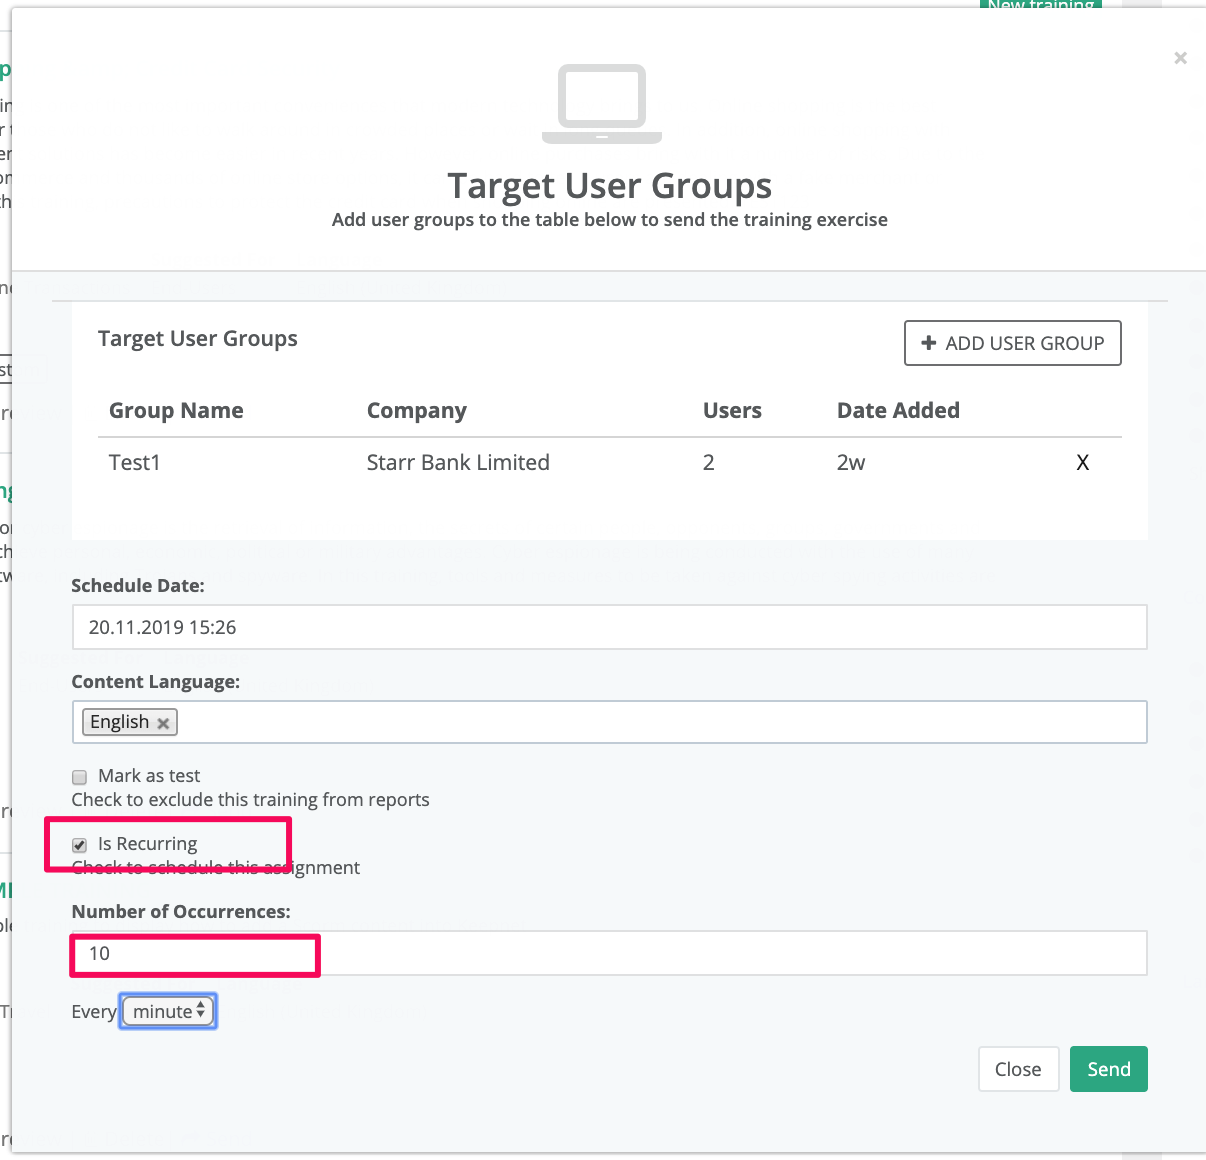 New training
×
Target User Groups
Add user groups to the table below to send the training exercise
Target User Groups
+ ADD USER GROUP
Group Name Company Users Date Added
Test1 Starr Bank Limited 2 2w X
Schedule Date:
20.11.2019 15:26
Content Language:
English ×
Mark as test
Check to exclude this training from reports
Is Recurring
Check to schedule this assignment
Number of Occurrences:
10
Every minute
Close Send